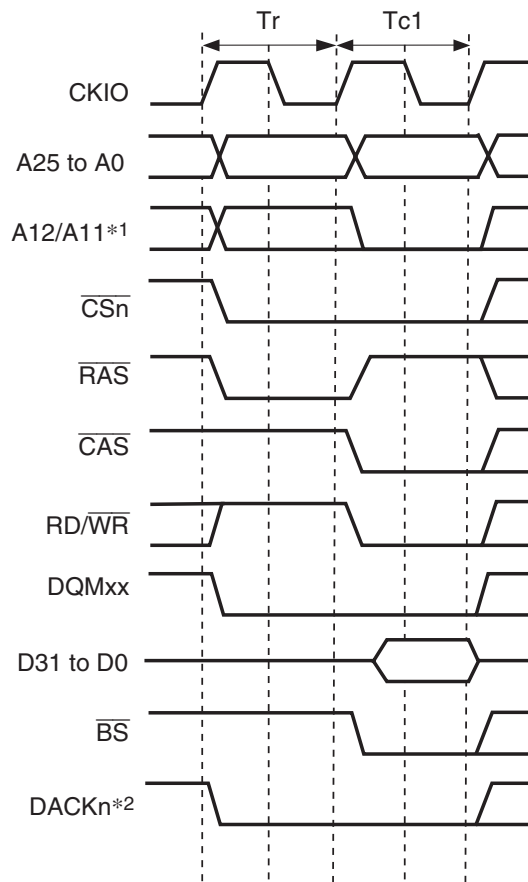 Tr Tc1
CKIO
A25 to A0
A12/A11*1
CSn
RAS
CAS
RD/WR
DQMxx
D31 to D0
BS
DACKn*2